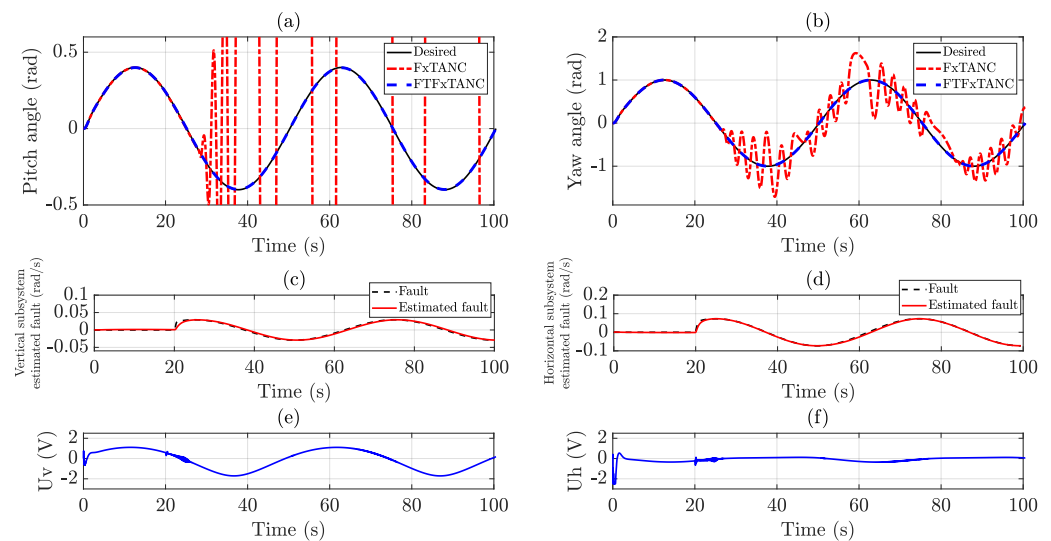 (a)
Pitch angle (rad)
0.5
0
-0.5
Desired
FxTANC
FTFxTANC
0 20 40 60 80 100
Time (s)
(b)
Yaw angle (rad)
2
1
0
-1
Desired
FxTANC
FTFxTANC
0 20 40 60 80 100
Time (s)
(c)
Vertical subsystem
estimated fault (rad/s)
0.1
0.05
0
-0.05
Fault
Estimated fault
0 20 40 60 80 100
Time (s)
(d)
Horizontal subsystem
estimated fault (rad/s)
0.2
0.1
0
-0.1
Fault
Estimated fault
0 20 40 60 80 100
Time (s)
(e)
Uv (V)
2
0
-2
0 20 40 60 80 100
Time (s)
(f)
Uh (V)
2
0
-2
0 20 40 60 80 100
Time (s)